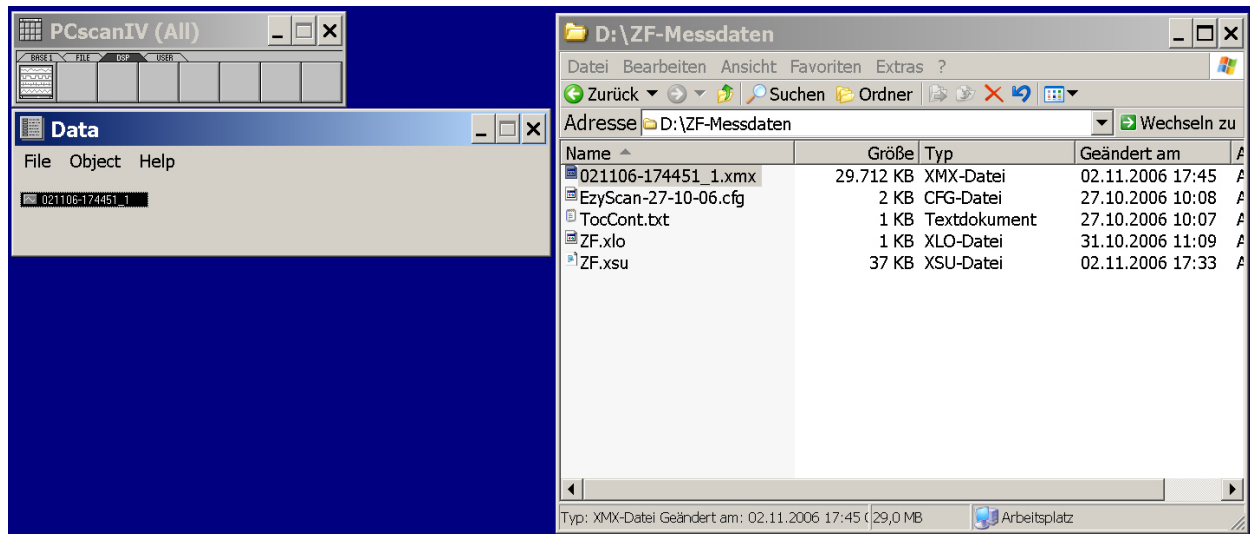 PCscanIV (All)
BASE1 FILE DSP USER
Data
File Object Help
021106-174451_1
D:\ZF-Messdaten
Datei Bearbeiten Ansicht Favoriten Extras ?
Zurück Suchen Ordner
Adresse D:\ZF-Messdaten Wechseln zu
Name Größe Typ Geändert am
021106-174451_1.xmx 29.712 KB XMX-Datei 02.11.2006 17:45
EzyScan-27-10-06.cfg 2 KB CFG-Datei 27.10.2006 10:08
TocCont.txt 1 KB Textdokument 27.10.2006 10:07
ZF.xlo 1 KB XLO-Datei 31.10.2006 11:09
ZF.xsu 37 KB XSU-Datei 02.11.2006 17:33
Typ: XMX-Datei Geändert am: 02.11.2006 17:45 ( 29,0 MB Arbeitsplatz